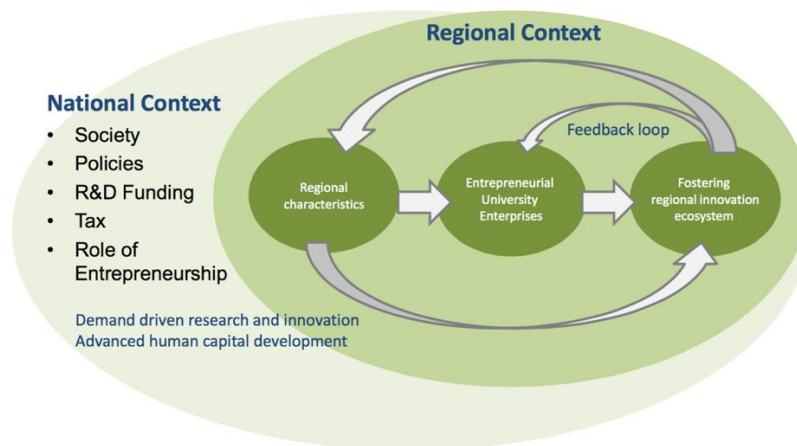 Regional Context
National Context
• Society
• Policies
• R&D Funding
• Tax
• Role of
Entrepreneurship
Demand driven research and innovation
Advanced human capital development
Feedback loop
Regional
characteristics
Entrepreneurial
University
Enterprises
Fostering
regional innovation
ecosystem